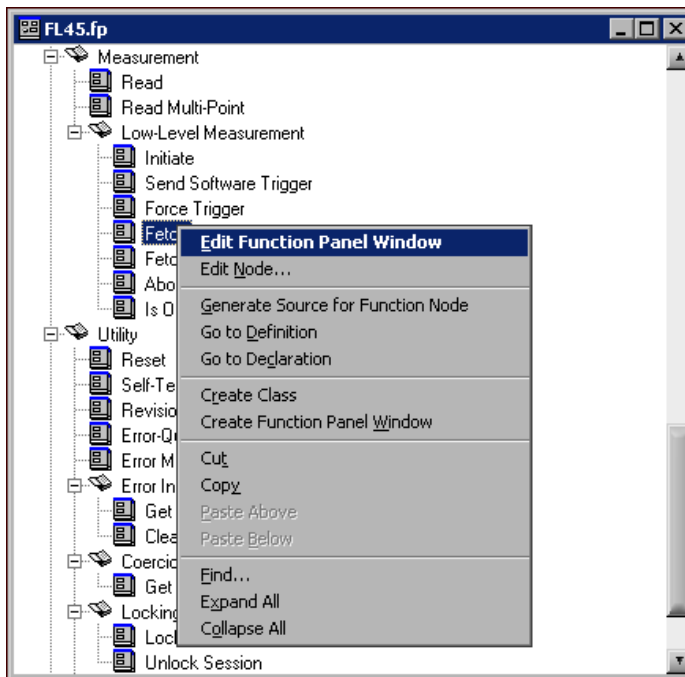 FL45.fp
Measurement
Read
Read Multi-Point
Low-Level Measurement
Initiate
Send Software Trigger
Force Trigger
Fetc
Fetc
Abo
Is O
Utility
Reset
Self-Te
Revisio
Error-Qu
Error M
Error In
Get
Clea
Coercio
Get
Locking
Loc
Unlock Session
Edit Function Panel Window
Edit Node...
Generate Source for Function Node
Go to Definition
Go to Declaration
Create Class
Create Function Panel Window
Cut
Copy
Paste Above
Paste Below
Find...
Expand All
Collapse All